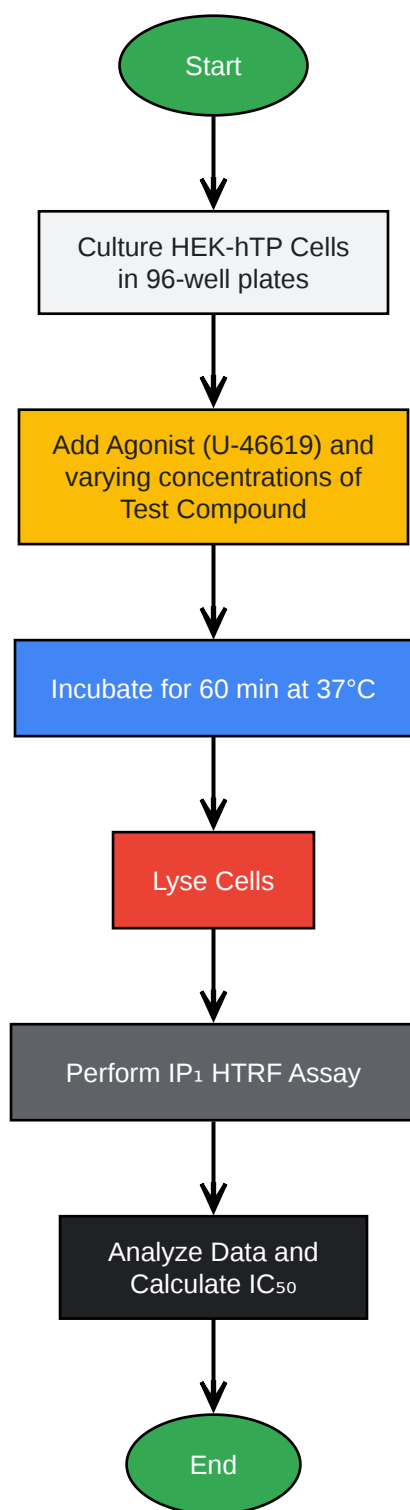 Start
Culture HEK-hTP Cells
in 96-well plates
Add Agonist (U-46619) and
varying concentrations of
Test Compound
Incubate for 60 min at 37°C
Lyse Cells
Perform IP₁ HTRF Assay
Analyze Data and
Calculate IC₅₀
End